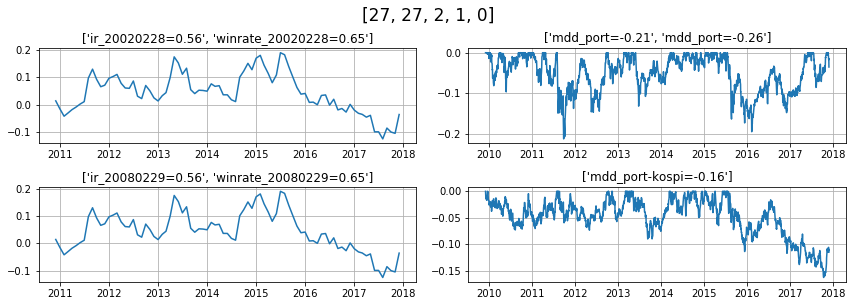 [27, 27, 2, 1, 0]
['ir_20020228=0.56', 'winrate_20020228=0.65']
0.2
0.1
0.0
−0.1
2011 2012 2013 2014 2015 2016 2017 2018
['mdd_port=-0.21', 'mdd_port=-0.26']
0.0
−0.1
−0.2
2010 2011 2012 2013 2014 2015 2016 2017 2018
['ir_20080229=0.56', 'winrate_20080229=0.65']
0.2
0.1
0.0
−0.1
2011 2012 2013 2014 2015 2016 2017 2018
['mdd_port-kospi=-0.16']
0.00
−0.05
−0.10
−0.15
2010 2011 2012 2013 2014 2015 2016 2017 2018